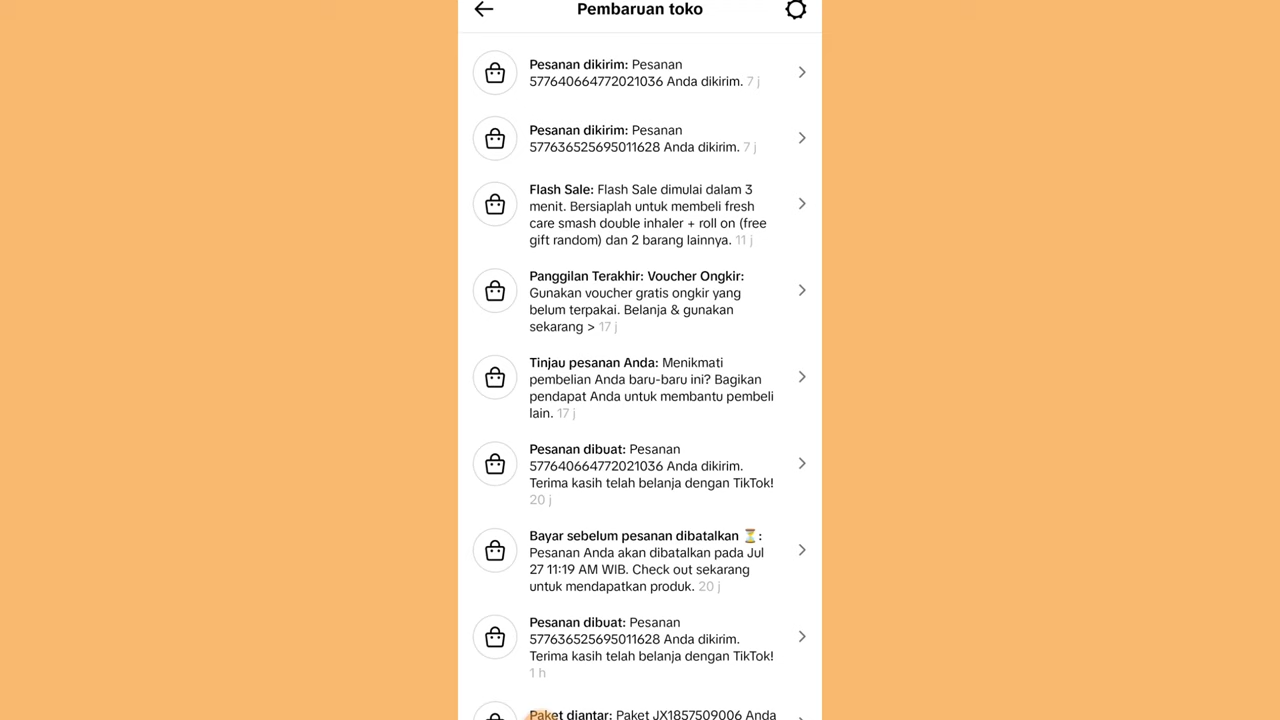 Pembaruan toko
Pesanan dikirim: Pesanan
577640664772021036 Anda dikirim. 7 j
Pesanan dikirim: Pesanan
577636525695011628 Anda dikirim. 7 j
Flash Sale: Flash Sale dimulai dalam 3
menit. Bersiaplah untuk membeli fresh
care smash double inhaler + roll on (free
gift random) dan 2 barang lainnya. 11 j
Panggilan Terakhir: Voucher Ongkir:
Gunakan voucher gratis ongkir yang
belum terpakai. Belanja & gunakan
sekarang > 17 j
Tinjau pesanan Anda: Menikmati
pembelian Anda baru-baru ini? Bagikan
pendapat Anda untuk membantu pembeli
lain. 17 j
Pesanan dibuat: Pesanan
577640664772021036 Anda dikirim.
Terima kasih telah belanja dengan TikTok!
20 j
Bayar sebelum pesanan dibatalkan ⏳:
Pesanan Anda akan dibatalkan pada Jul
27 11:19 AM WIB. Check out sekarang
untuk mendapatkan produk. 20 j
Pesanan dibuat: Pesanan
577636525695011628 Anda dikirim.
Terima kasih telah belanja dengan TikTok!
1 h
Paket diantar: Paket JX1857509006 Anda